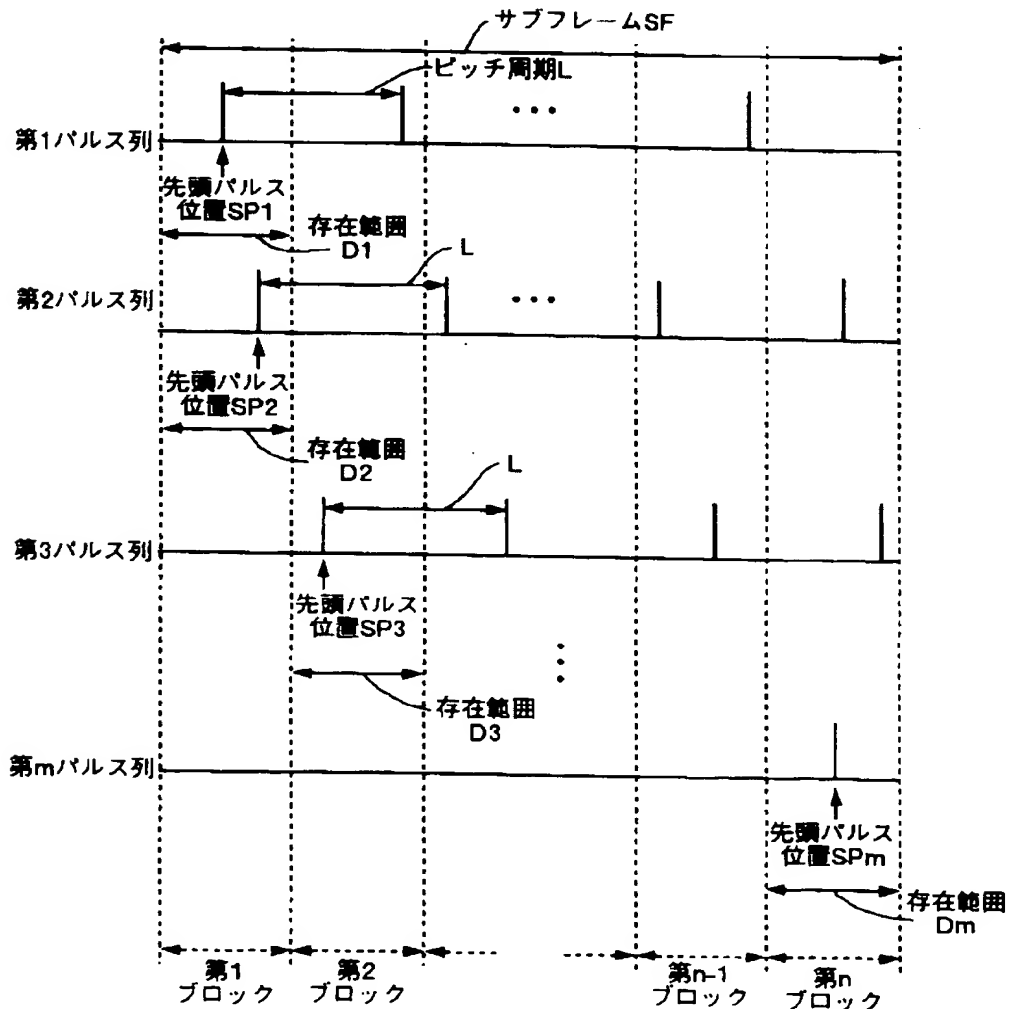 サブフレームSF
ピッチ周期L
・・・
第1パルス列
先頭パルス
位置SP1
存在範囲
D1
L
第2パルス列
・・・
先頭パルス
位置SP2
存在範囲
D2
L
第3パルス列
先頭パルス
位置SP3
存在範囲
D3
第mパルス列
先頭パルス
位置SPm
存在範囲
Dm
第1
ブロック
第2
ブロック
第n-1
ブロック
第n
ブロック